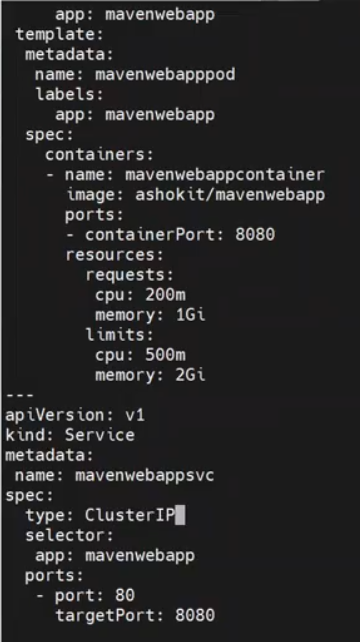 app: mavenwebapp
 template:
  metadata:
   name: mavenwebapppod
   labels:
     app: mavenwebapp
  spec:
    containers:
    - name: mavenwebappcontainer
      image: ashokit/mavenwebapp
      ports:
      - containerPort: 8080
      resources:
        requests:
         cpu: 200m
         memory: 1Gi
        limits:
         cpu: 500m
         memory: 2Gi
---
apiVersion: v1
kind: Service
metadata:
 name: mavenwebappsvc
spec:
  type: ClusterIP
  selector:
   app: mavenwebapp
  ports:
   - port: 80
     targetPort: 8080